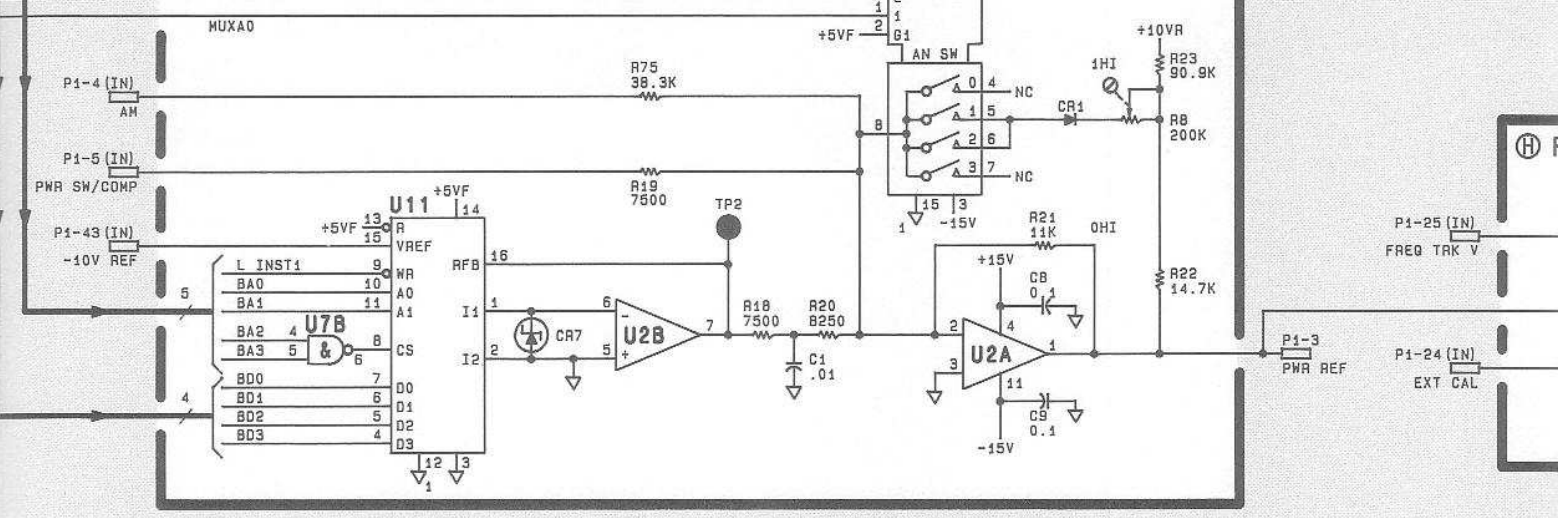 MUXA0
1 1
+5VF 2 G1
AN SW
+10VR
R23
90.9K
1HI
P1-4(IN)
AM
R75
38.3K
0 4 NC
1 5
CR1
R8
200K
8
2 6
3 7 NC
P1-5(IN)
PWR SW/COMP
R19
7500
15 3
1
-15V
H
P1-25(IN)
FREQ TRK V
U11
+5VF
14
TP2
+5VF 13 R
P1-43(IN)
-10V REF
15 VREF
R21
11K
0HI
RFB 16
L INST1 9 WR
BA0 10 A0
BA1 11 A1
5
+15V
C8
0.1
R22
14.7K
I1 1
6
-
U2B
7
R18
7500
R20
8250
2
4
U7B
BA2 4
BA3 5
&
6
8 CS
CR7
I2 2
5
+
C1
.01
3
U2A
1
11
P1-3
PWR REF
P1-24(IN)
EXT CAL
4
BD0 7 D0
BD1 6 D1
BD2 5 D2
BD3 4 D3
C9
0.1
-15V
12 3
1